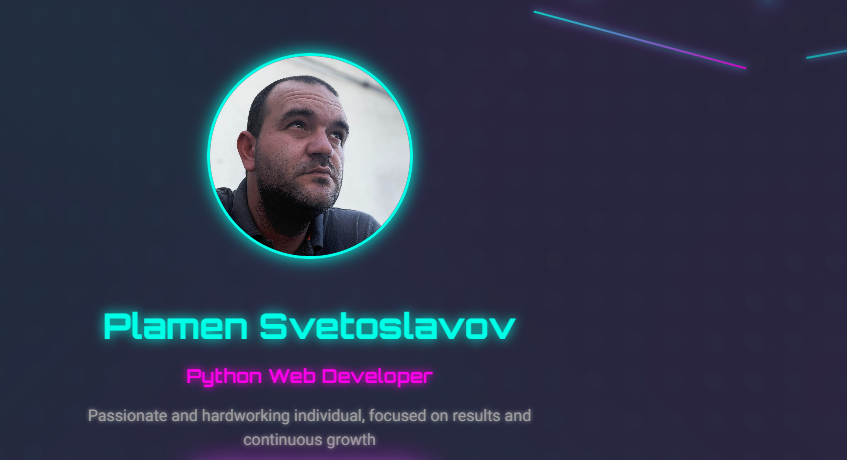 Plamen Svetoslavov
Python Web Developer
Passionate and hardworking individual, focused on results and
continuous growth